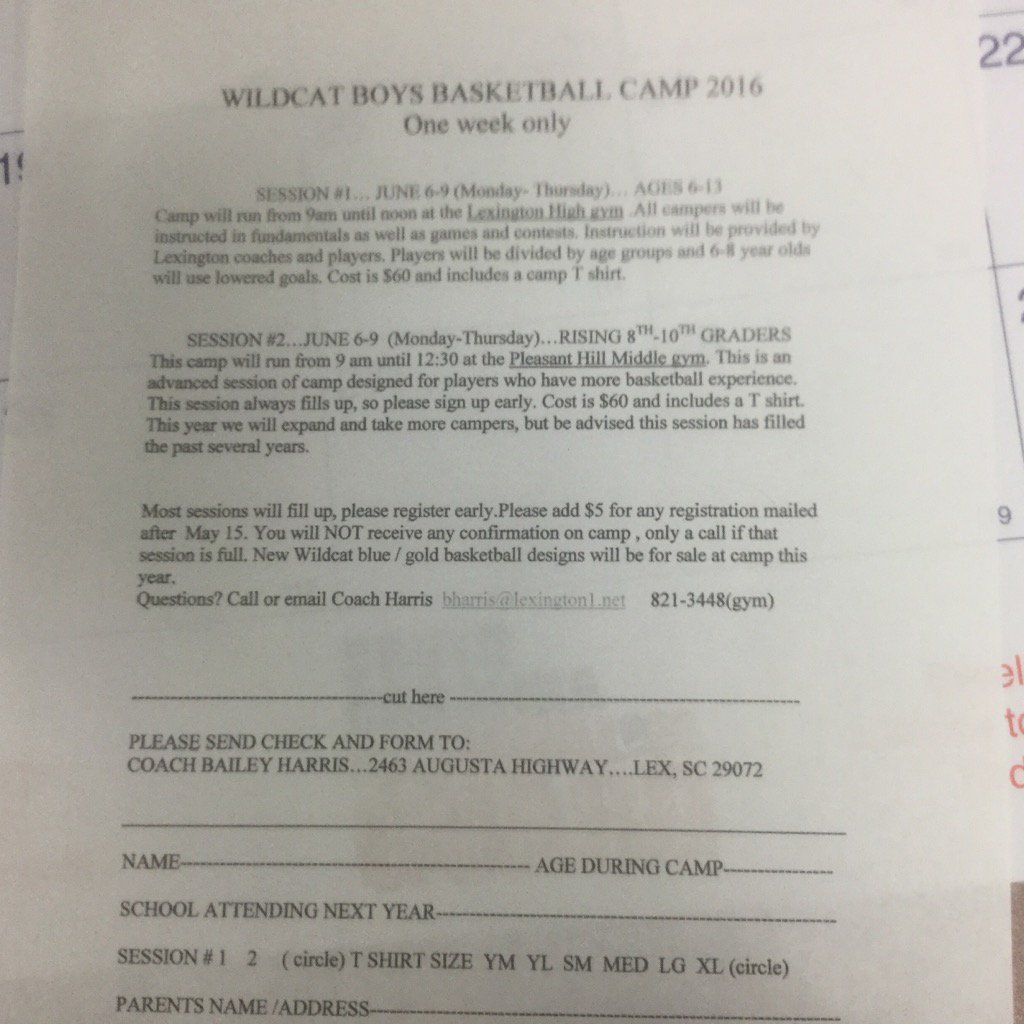 WILDCAT BOYS BASKETBALL CAMP 2016
One week only
SESSION #1... JUNE 6-9 (Monday- Thursday)... AGES 6-13
Camp will run from 9am until noon at the Lexington High gym .All campers will be
instructed in fundamentals as well as games and contests. Instruction will be provided by
Lexington coaches and players. Players will be divided by age groups and 6-8 year olds
will use lowered goals. Cost is $60 and includes a camp T shirt.
SESSION #2...JUNE 6-9 (Monday-Thursday)...RISING 8TH-10TH GRADERS
This camp will run from 9 am until 12:30 at the Pleasant Hill Middle gym. This is an
advanced session of camp designed for players who have more basketball experience.
This session always fills up, so please sign up early. Cost is $60 and includes a T shirt.
This year we will expand and take more campers, but be advised this session has filled
the past several years.
Most sessions will fill up, please register early.Please add $5 for any registration mailed
after May 15. You will NOT receive any confirmation on camp , only a call if that
session is full. New Wildcat blue / gold basketball designs will be for sale at camp this
year.
Questions? Call or email Coach Harris bharris@lexington1.net 821-3448(gym)
-----------------------------------cut here -----------------------------------
PLEASE SEND CHECK AND FORM TO:
COACH BAILEY HARRIS...2463 AUGUSTA HIGHWAY....LEX, SC 29072
NAME----------------------------------- AGE DURING CAMP---------------
SCHOOL ATTENDING NEXT YEAR-----------------------------------
SESSION # 1 2 ( circle) T SHIRT SIZE YM YL SM MED LG XL (circle)
PARENTS NAME /ADDRESS-----------------------------------
22
9